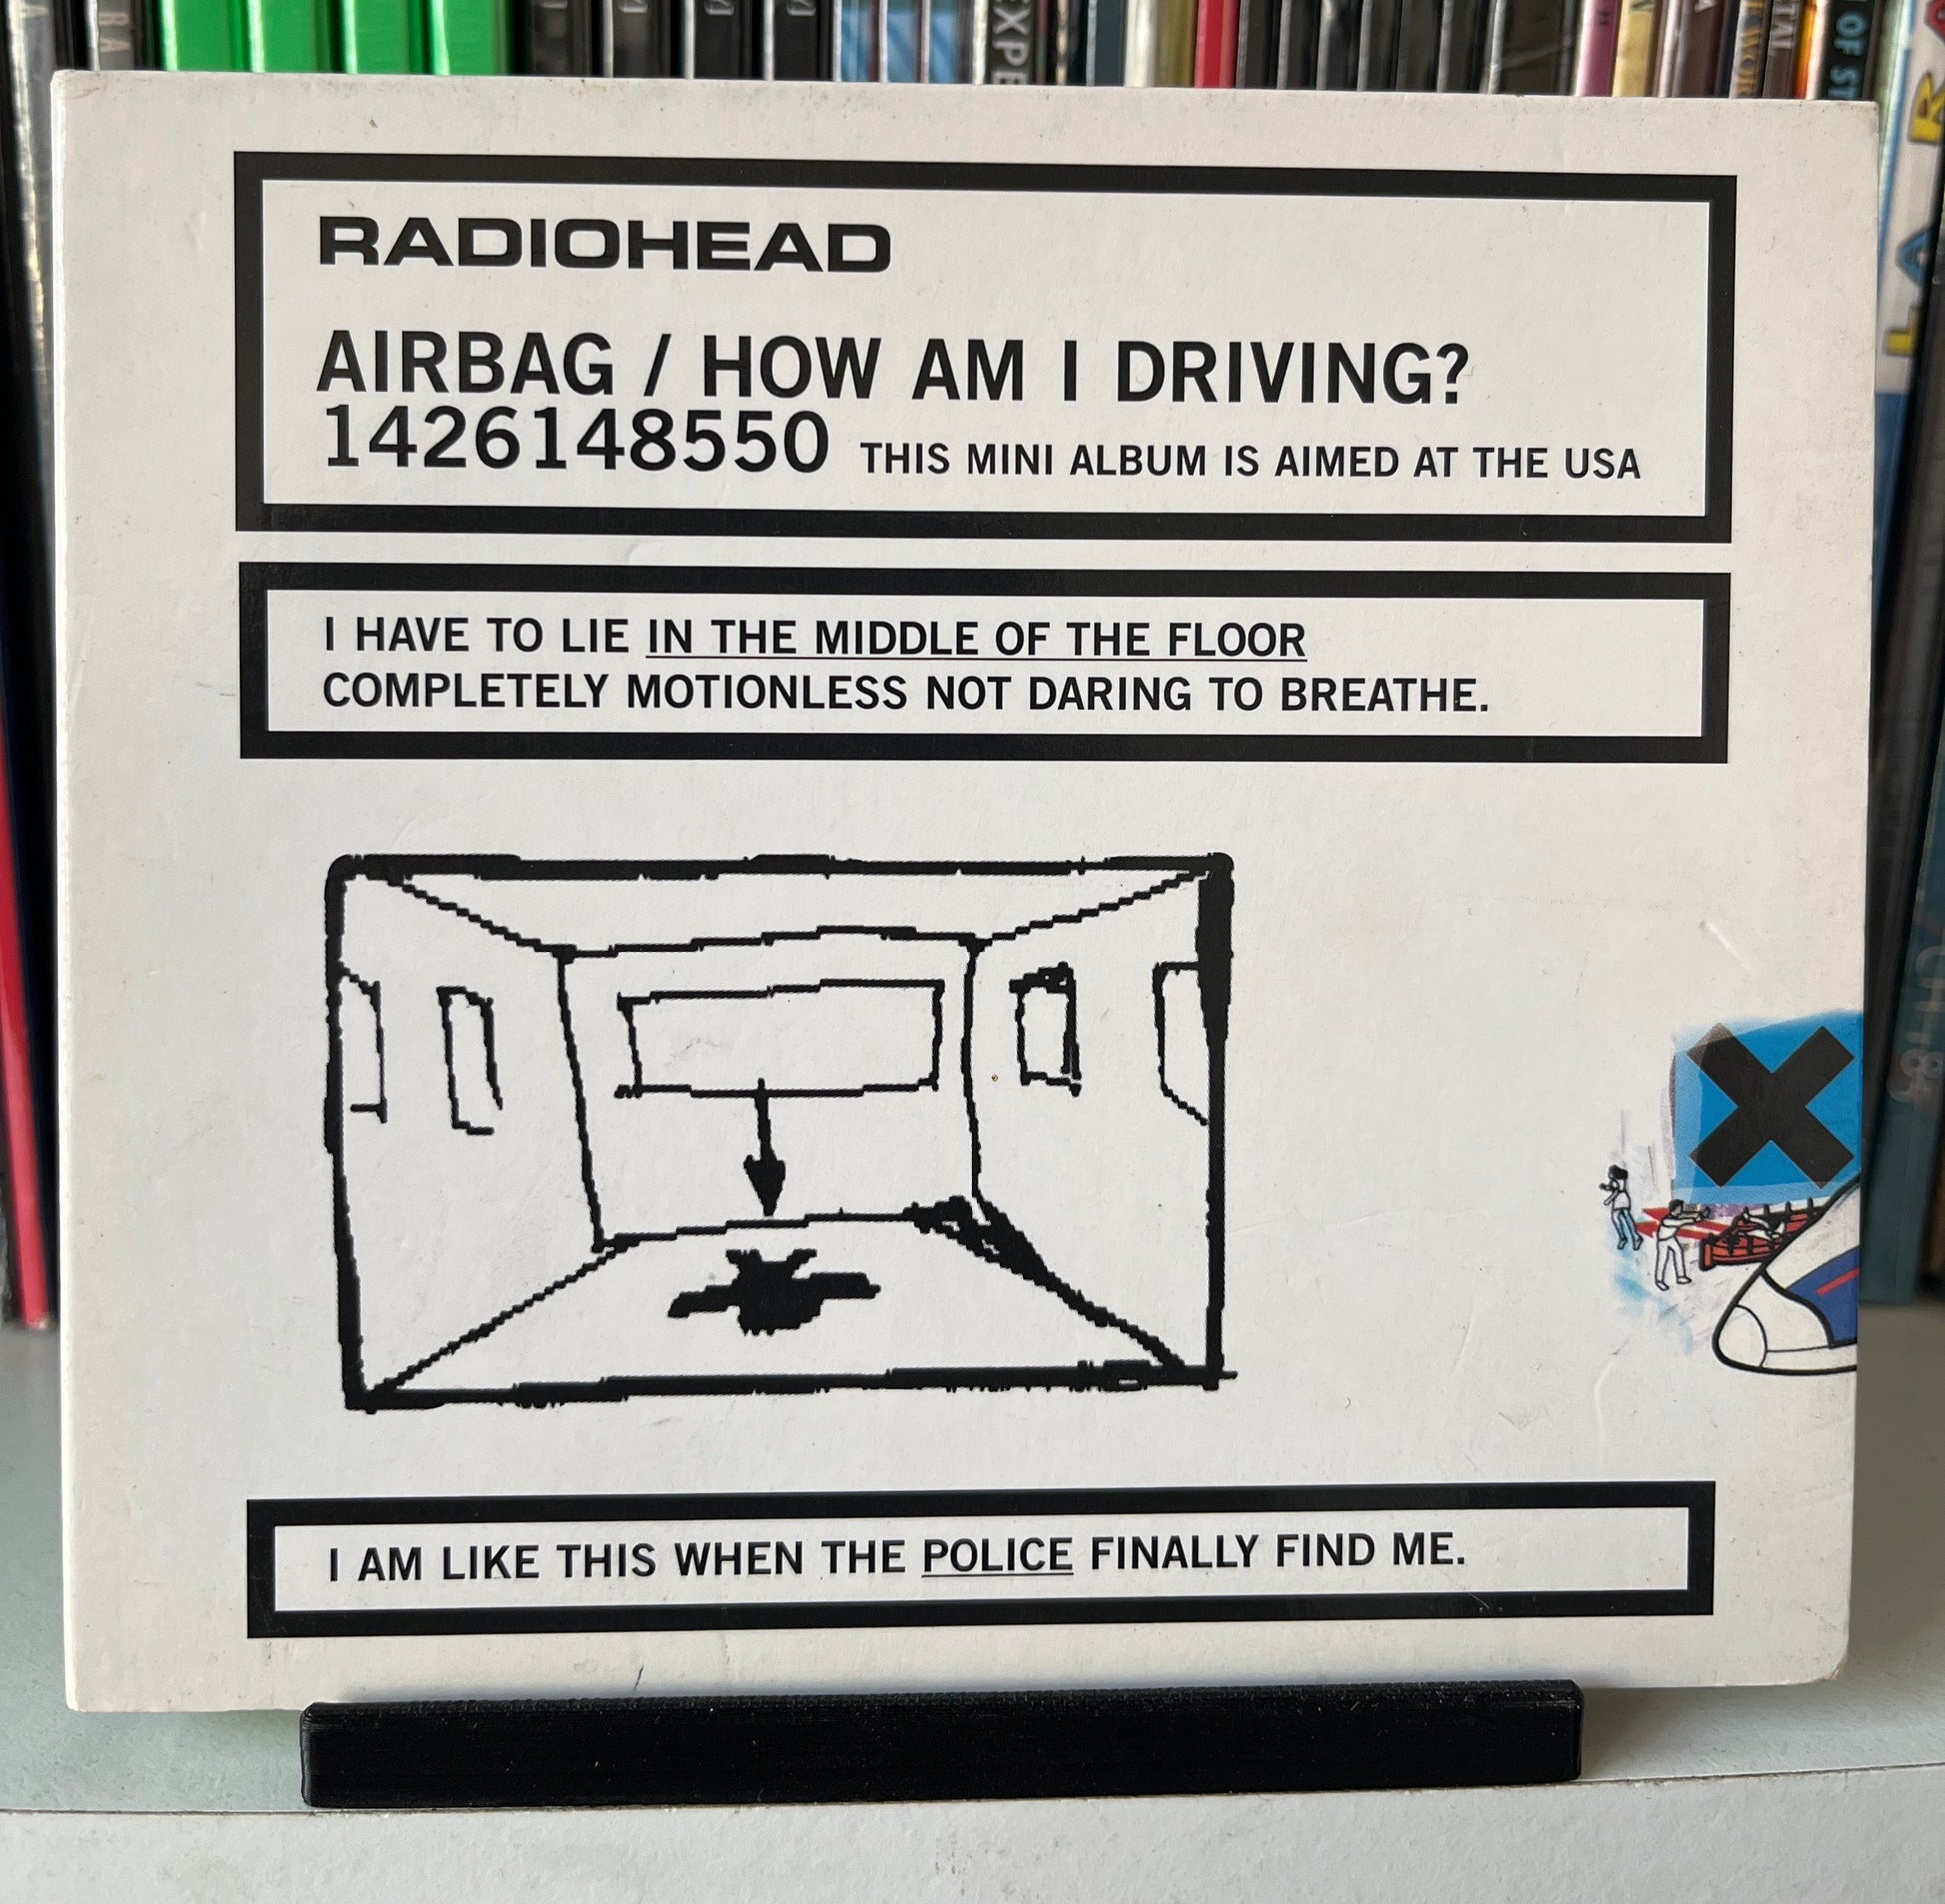 RADIOHEAD
AIRBAG / HOW AM I DRIVING?
1426148550 THIS MINI ALBUM IS AIMED AT THE USA
I HAVE TO LIE IN THE MIDDLE OF THE FLOOR
COMPLETELY MOTIONLESS NOT DARING TO BREATHE.
I AM LIKE THIS WHEN THE POLICE FINALLY FIND ME.